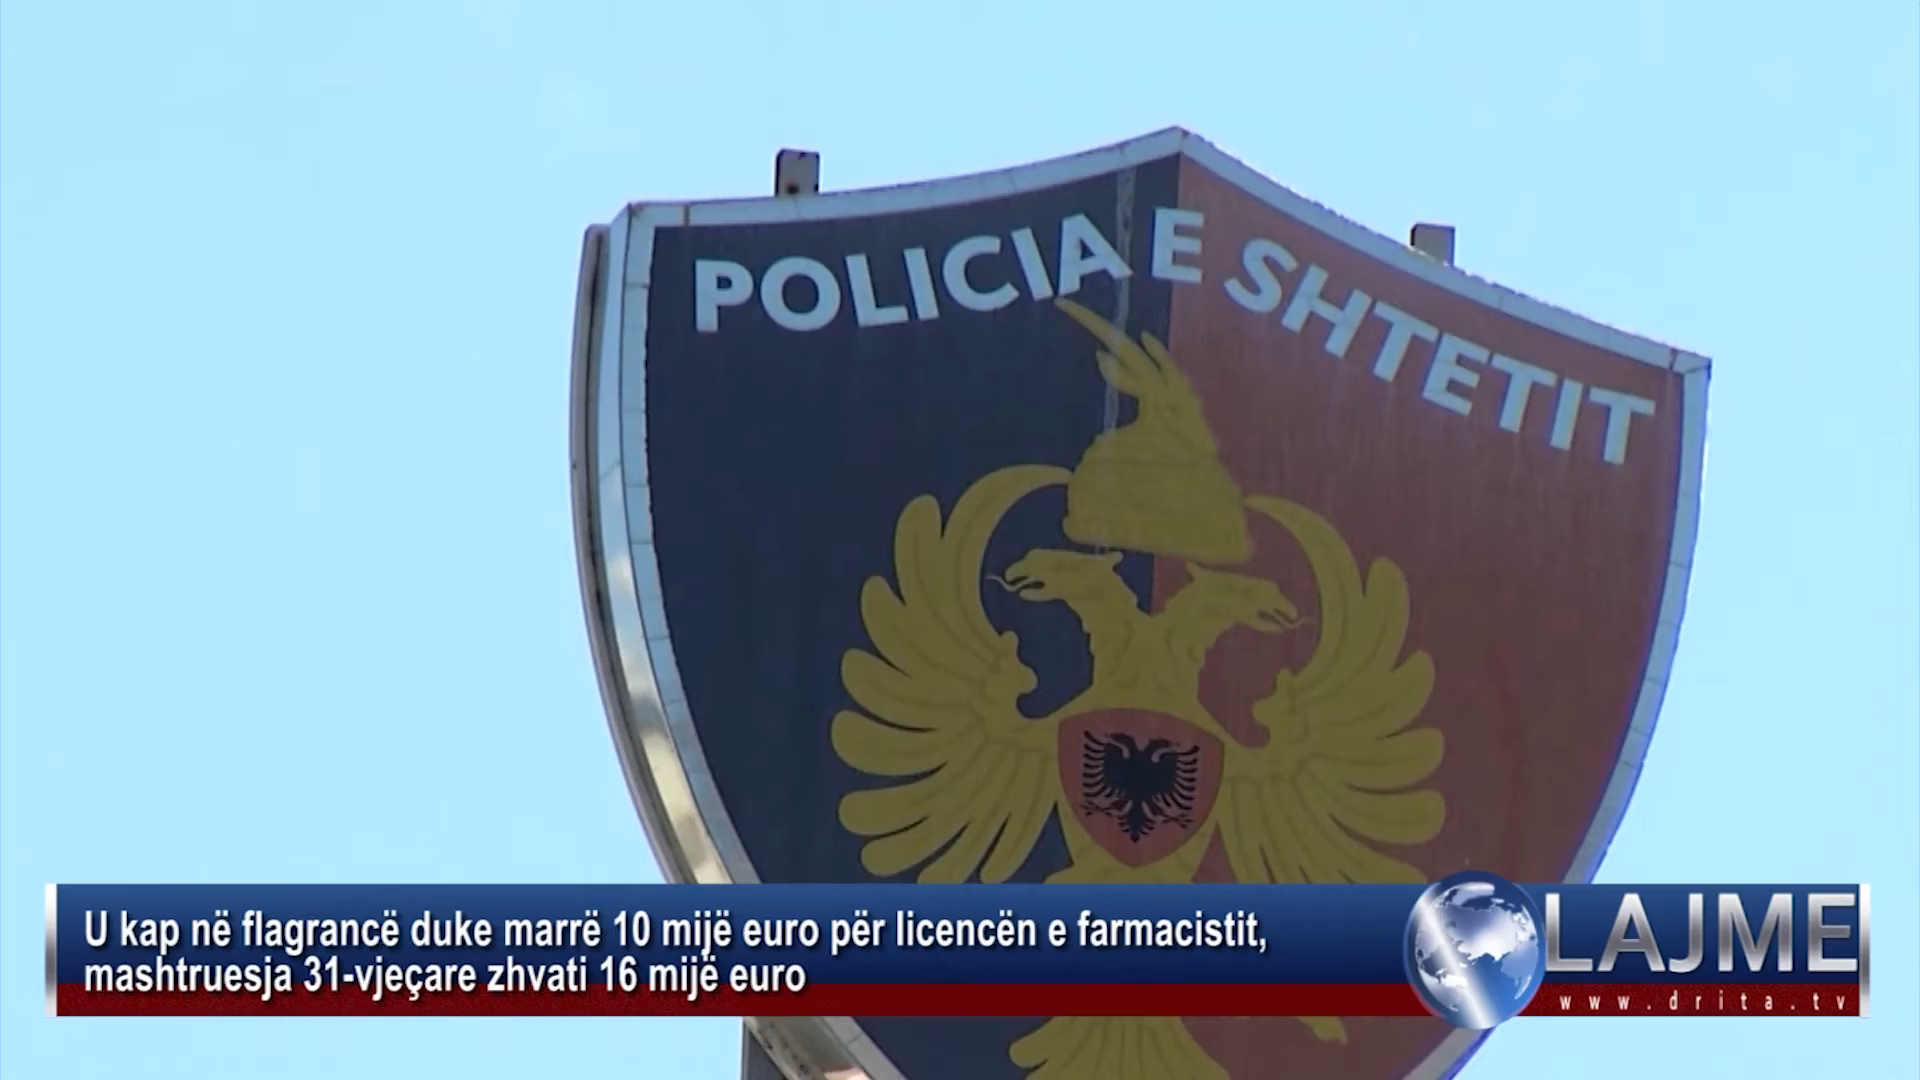 POLICIA E SHTETIT
U kap në flagrancë duke marrë 10 mijë euro për licencën e farmacistit,
mashtruesja 31-vjeçare zhvati 16 mijë euro
LAJME
www.drita.tv